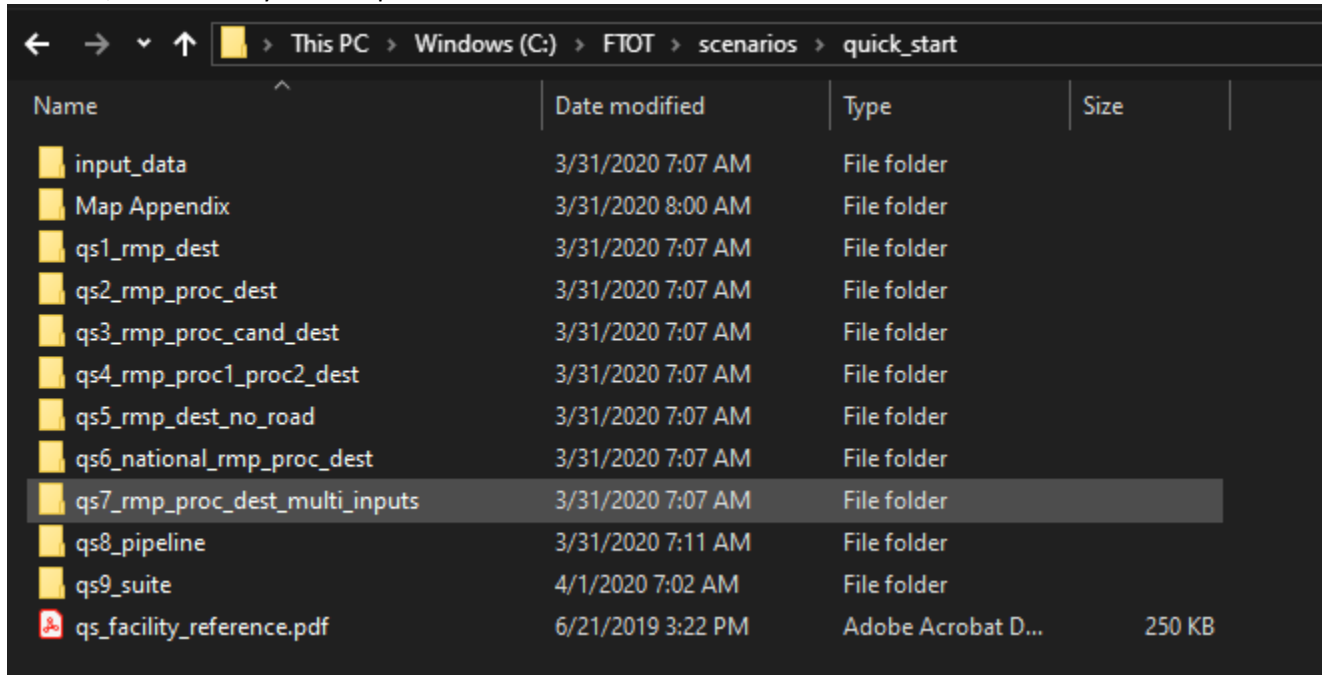 This PC > Windows (C:) > FTOT > scenarios > quick_start
Name Date modified Type Size
input_data 3/31/2020 7:07 AM File folder
Map Appendix 3/31/2020 8:00 AM File folder
qs1_rmp_dest 3/31/2020 7:07 AM File folder
qs2_rmp_proc_dest 3/31/2020 7:07 AM File folder
qs3_rmp_proc_cand_dest 3/31/2020 7:07 AM File folder
qs4_rmp_proc1_proc2_dest 3/31/2020 7:07 AM File folder
qs5_rmp_dest_no_road 3/31/2020 7:07 AM File folder
qs6_national_rmp_proc_dest 3/31/2020 7:07 AM File folder
qs7_rmp_proc_dest_multi_inputs 3/31/2020 7:07 AM File folder
qs8_pipeline 3/31/2020 7:11 AM File folder
qs9_suite 4/1/2020 7:02 AM File folder
qs_facility_reference.pdf 6/21/2019 3:22 PM Adobe Acrobat D... 250 KB